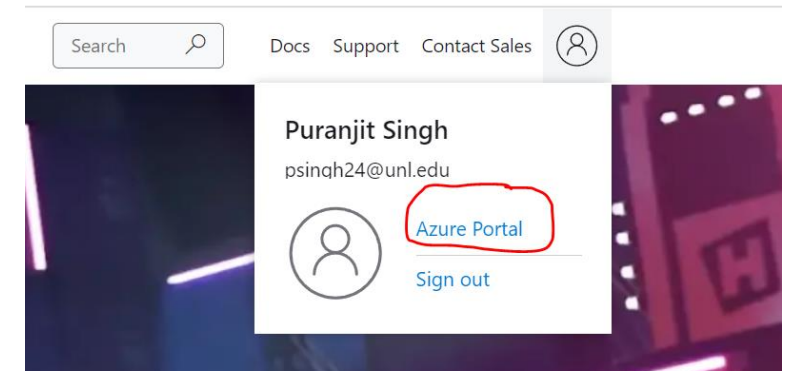 Search Docs Support Contact Sales
Puranjit Singh
psingh24@unl.edu
Azure Portal
Sign out
H